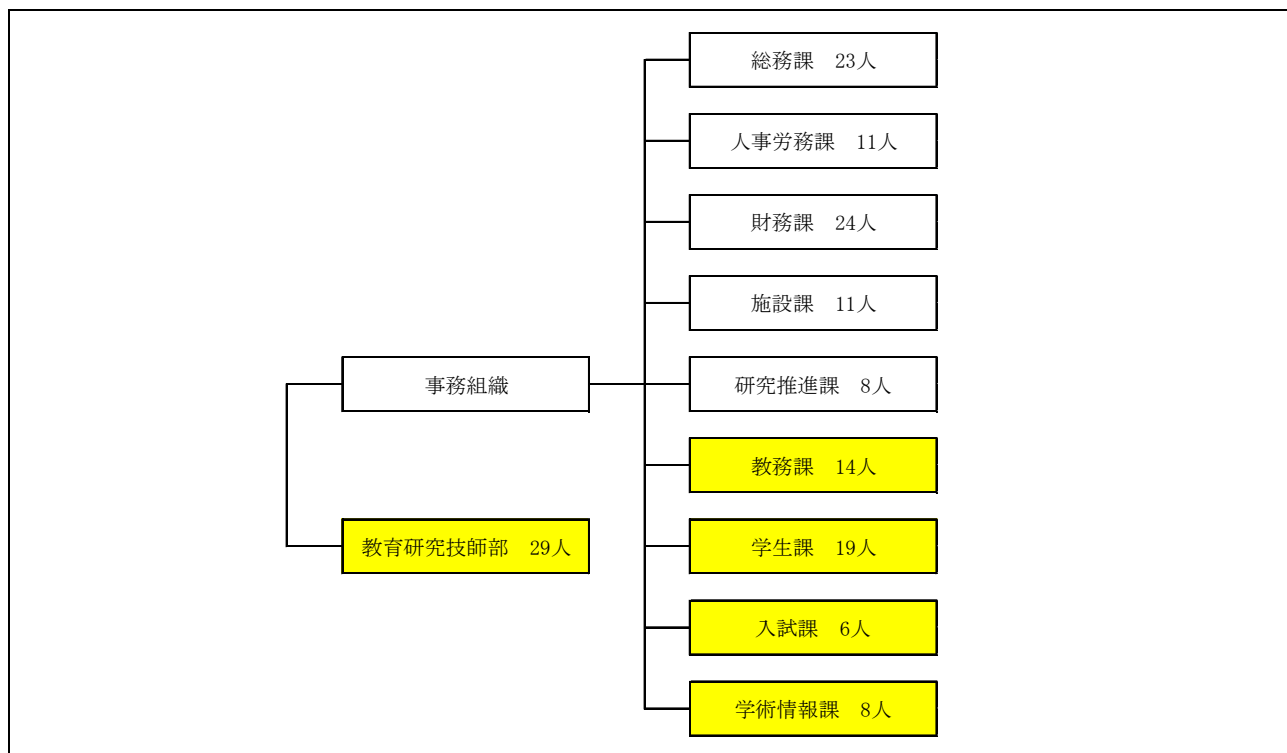 総務課　23人
人事労務課　11人
財務課　24人
施設課　11人
事務組織
研究推進課　8人
教務課　14人
教育研究技師部　29人
学生課　19人
入試課　6人
学術情報課　8人